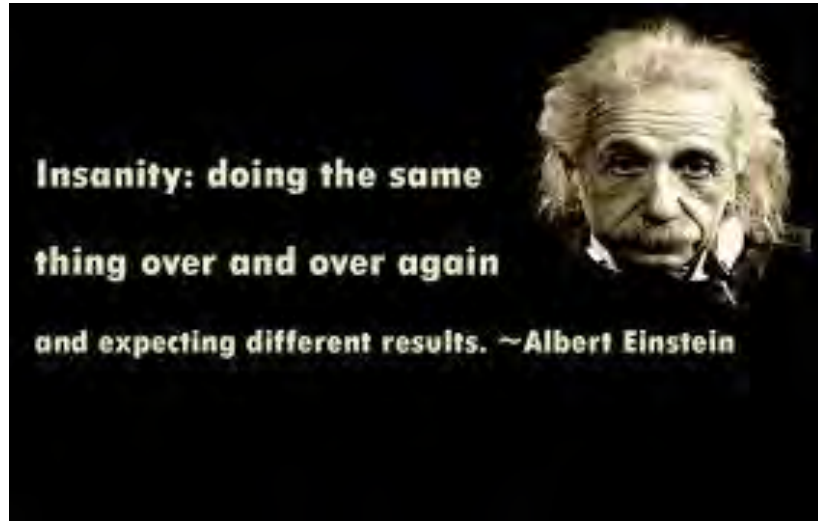 Insanity: doing the same
thing over and over again
and expecting different results. ~Albert Einstein